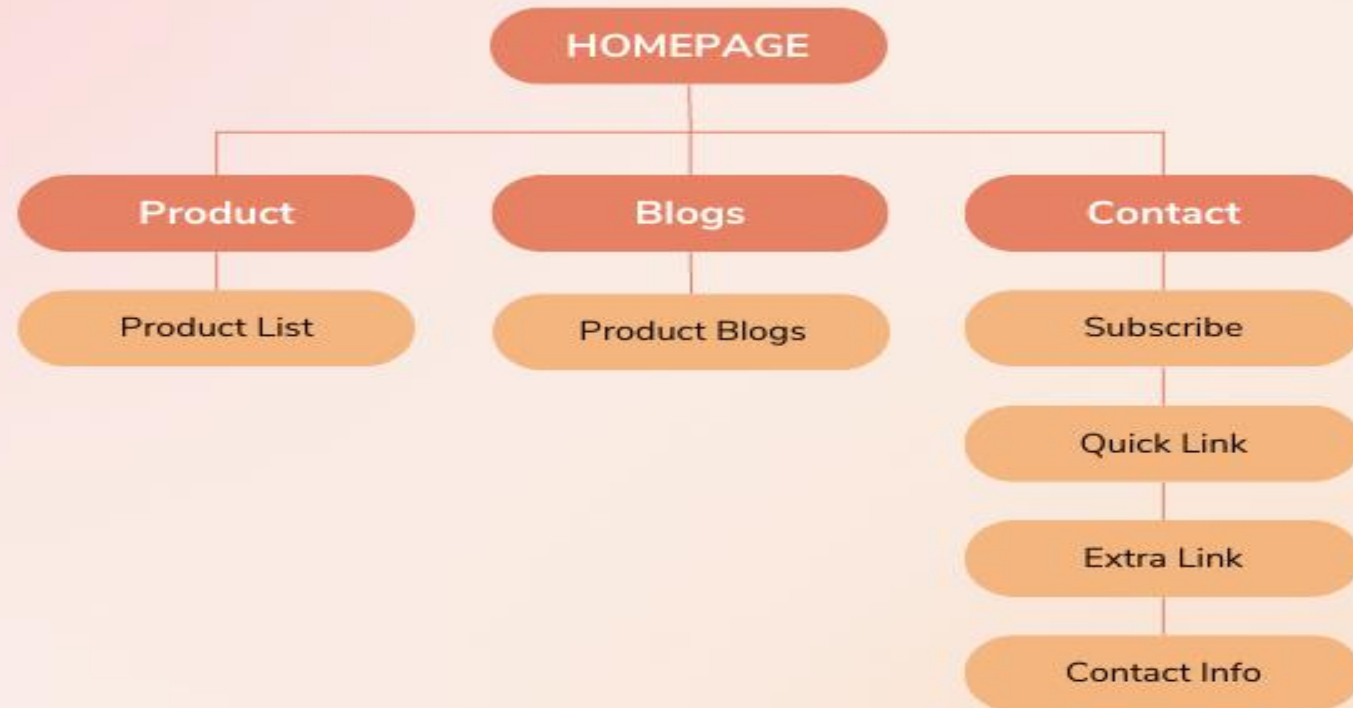 HOMEPAGE
Product
Blogs
Contact
Product List
Product Blogs
Subscribe
Quick Link
Extra Link
Contact Info